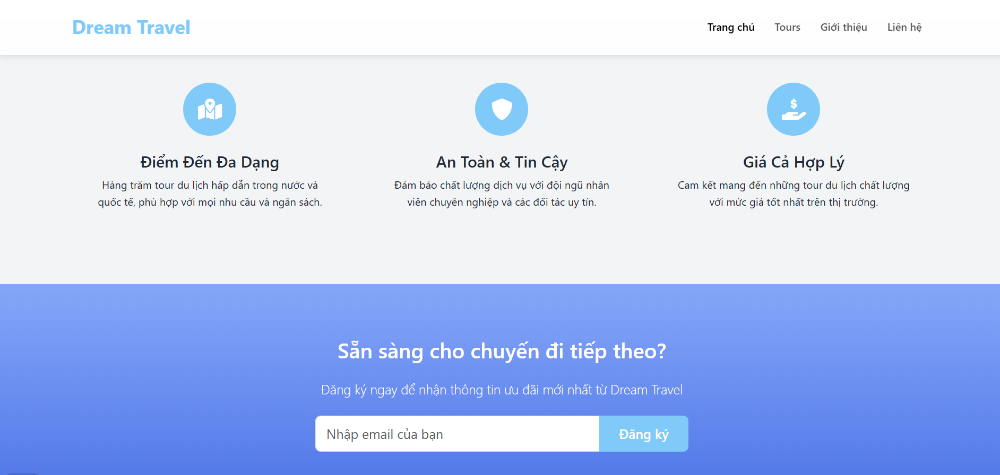 Dream Travel
Trang chủ
Tours
Giới thiệu
Liên hệ
Điểm Đến Đa Dạng
Hàng trăm tour du lịch hấp dẫn trong nước và
quốc tế, phù hợp với mọi nhu cầu và ngân sách.
An Toàn & Tin Cậy
Đảm bảo chất lượng dịch vụ với đội ngũ nhân
viên chuyên nghiệp và các đối tác uy tín.
$
Giá Cả Hợp Lý
Cam kết mang đến những tour du lịch chất lượng
với mức giá tốt nhất trên thị trường.
Sẵn sàng cho chuyến đi tiếp theo?
Đăng ký ngay để nhận thông tin ưu đãi mới nhất từ Dream Travel
Nhập email của bạn
Đăng ký